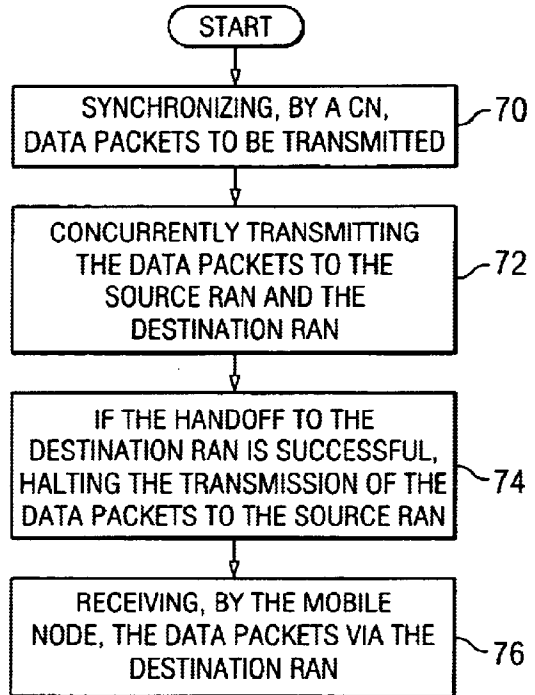 START
SYNCHRONIZING, BY A CN,
DATA PACKETS TO BE TRANSMITTED
70
CONCURRENTLY TRANSMITTING
THE DATA PACKETS TO THE
SOURCE RAN AND THE
DESTINATION RAN
72
IF THE HANDOFF TO THE
DESTINATION RAN IS SUCCESSFUL,
HALTING THE TRANSMISSION OF THE
DATA PACKETS TO THE SOURCE RAN
74
RECEIVING, BY THE MOBILE
NODE, THE DATA PACKETS VIA THE
DESTINATION RAN
76